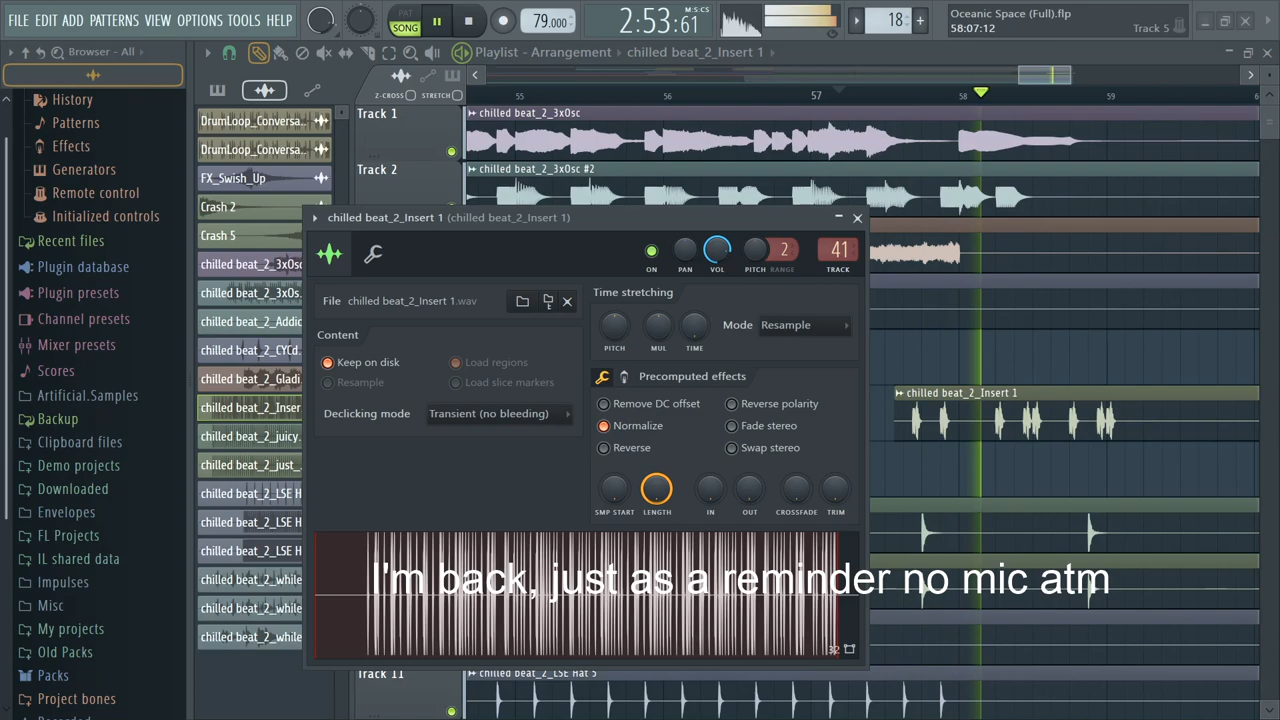 FILE EDIT ADD PATTERNS VIEW OPTIONS TOOLS HELP
PAT
SONG
79.000
2:53:61
M:S:CS
18
Oceanic Space (Full).flp
58:07:12
Track 5
Browser - All
Playlist - Arrangement
chilled beat_2_Insert 1
Z-CROSS
STRETCH
55
56
57
58
59
History
Patterns
Effects
Generators
Remote control
Initialized controls
Recent files
Plugin database
Plugin presets
Channel presets
Mixer presets
Scores
Artificial.Samples
Backup
Clipboard files
Demo projects
Downloaded
Envelopes
FL Projects
IL shared data
Impulses
Misc
My projects
Old Packs
Packs
Project bones
DrumLoop_Conversa..
DrumLoop_Conversa..
FX_Swish_Up
Crash 2
Crash 5
chilled beat_2_3xOsc
chilled beat_2_3xOs.
chilled beat_2_Addic
chilled beat_2_CYCd.
chilled beat_2_Gladi.
chilled beat_2_Inser
chilled beat_2_juicy.
chilled beat_2_just_.
chilled beat_2_LSE H
chilled beat_2_LSE H
chilled beat_2_LSE H
chilled beat_2_while
chilled beat_2_while
chilled beat_2_while
Track 1
chilled beat_2_3xOsc
Track 2
chilled beat_2_3xOsc #2
chilled beat_2_Insert 1
Track 11
chilled beat_2_LSE Hat 5
chilled beat_2_Insert 1 (chilled beat_2_Insert 1)
ON
PAN
VOL
PITCH
RANGE
2
41
TRACK
File
chilled beat_2_Insert 1.wav
Content
Keep on disk
Load regions
Resample
Load slice markers
Declicking mode
Transient (no bleeding)
Time stretching
PITCH
MUL
TIME
Mode
Resample
Precomputed effects
Remove DC offset
Reverse polarity
Normalize
Fade stereo
Reverse
Swap stereo
SMP START
LENGTH
IN
OUT
CROSSFADE
TRIM
I'm back, just as a reminder no mic atm
32